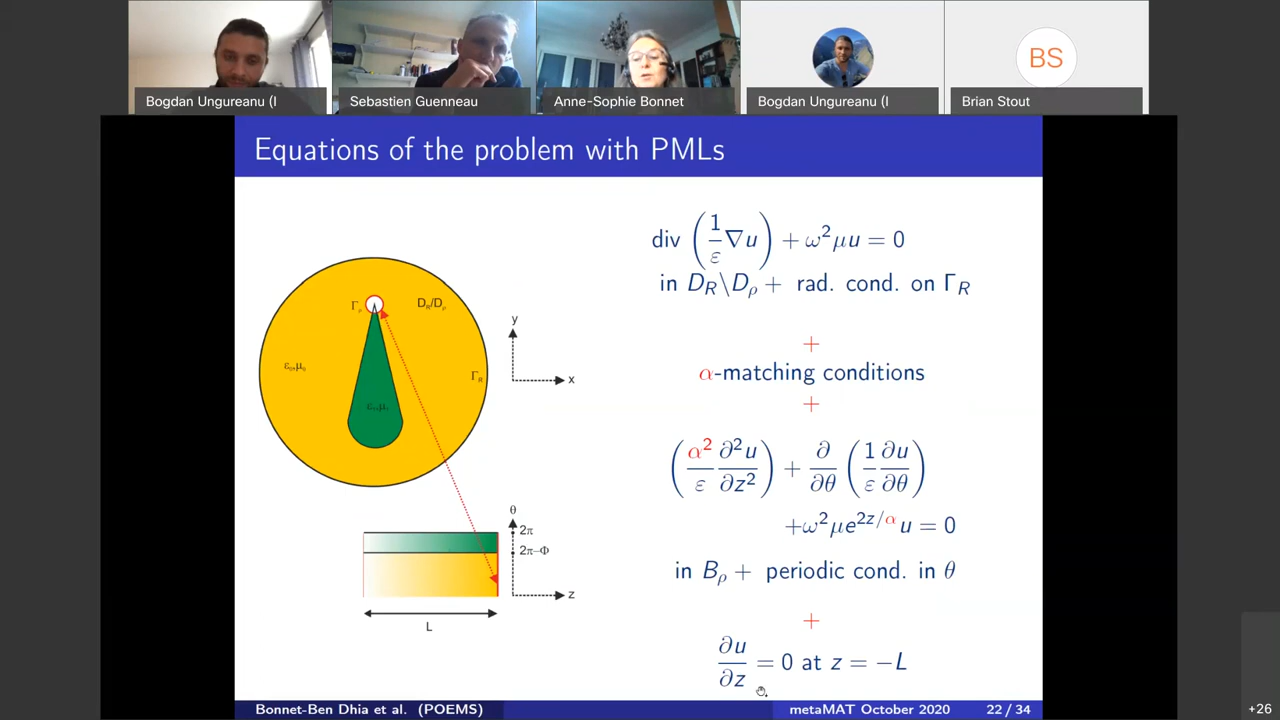 Bogdan Ungureanu (I
Sebastien Guenneau
Anne-Sophie Bonnet
Bogdan Ungureanu (I
BS
Brian Stout
Equations of the problem with PMLs
div (1/ε ∇u) + ω²μu = 0
in D_R\D_ρ + rad. cond. on Γ_R
+
α-matching conditions
+
(α²/ε ∂²u/∂z²) + ∂/∂θ (1/ε ∂u/∂θ)
+ω²μe^{2z/α} u = 0
in B_ρ + periodic cond. in θ
+
∂u/∂z = 0 at z = −L
Γ_ρ
D_R/D_ρ
ε₀,μ₀
Γ_R
y
x
θ
2π
2π−Φ
z
L
Bonnet-Ben Dhia et al. (POEMS)
metaMAT October 2020
22 / 34
+26